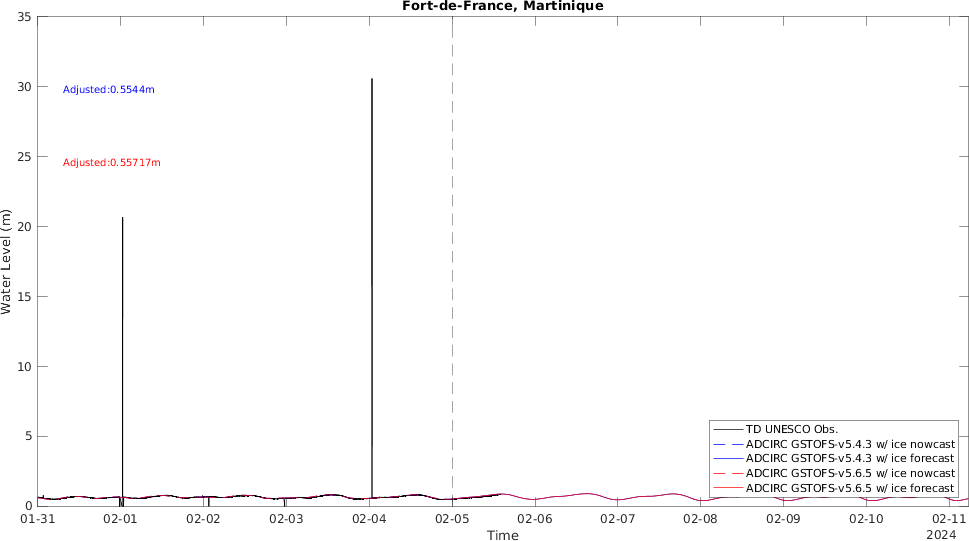 Fort-de-France, Martinique
35
30
25
20
15
10
5
0
Water Level (m)
Adjusted:0.5544m
Adjusted:0.55717m
TD UNESCO Obs.
ADCIRC GSTOFS-v5.4.3 w/ ice nowcast
ADCIRC GSTOFS-v5.4.3 w/ ice forecast
ADCIRC GSTOFS-v5.6.5 w/ ice nowcast
ADCIRC GSTOFS-v5.6.5 w/ ice forecast
01-31 02-01 02-02 02-03 02-04 02-05 02-06 02-07 02-08 02-09 02-10 02-11
2024
Time